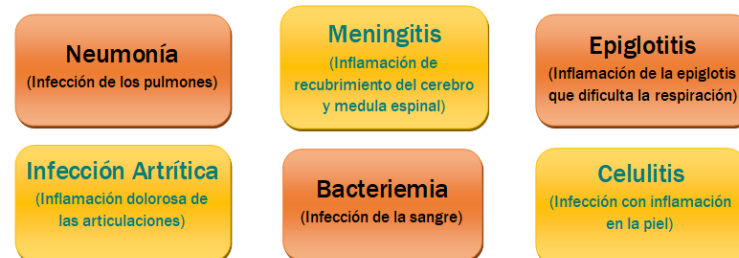 Neumonía
(Infección de los pulmones)
Meningitis
(Inflamación de
recubrimiento del cerebro
y medula espinal)
Epiglotitis
(Inflamación de la epiglotis
que dificulta la respiración)
Infección Artrítica
(Inflamación dolorosa de
las articulaciones)
Bacteriemia
(Infección de la sangre)
Celulitis
(Infección con inflamación
en la piel)